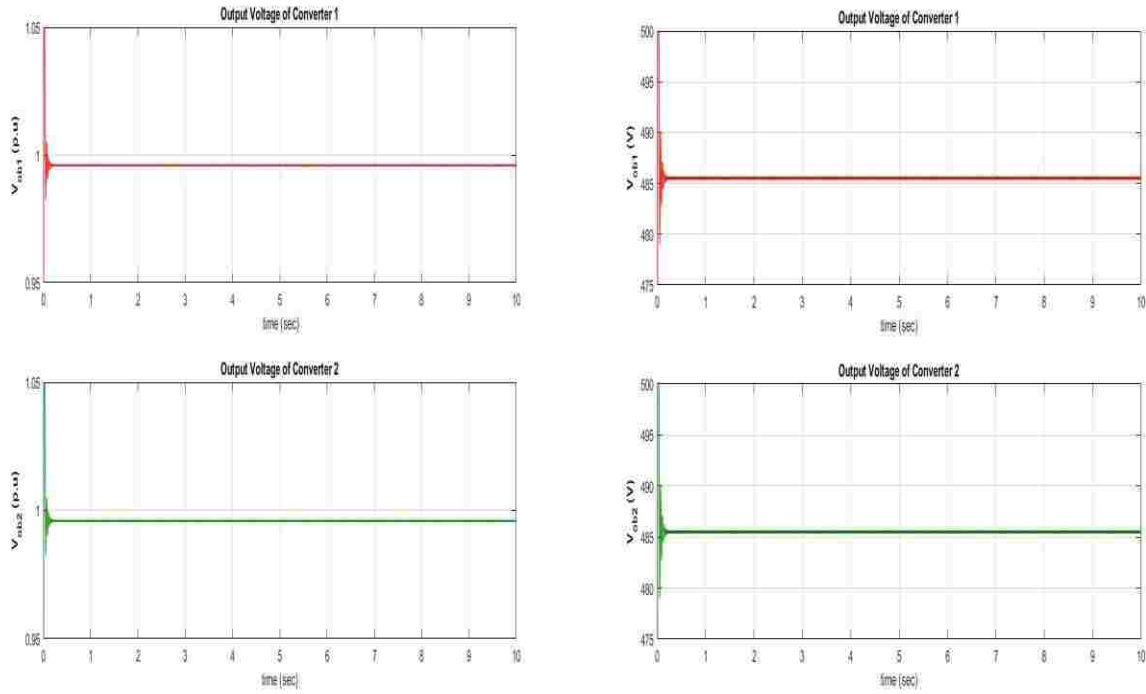 Output Voltage of Converter 1
V_ob1 (p.u)
1.05
1
0.95
0 1 2 3 4 5 6 7 8 9 10
time (sec)
Output Voltage of Converter 1
V_ob1 (V)
500
495
490
485
480
475
0 1 2 3 4 5 6 7 8 9 10
time (sec)
Output Voltage of Converter 2
V_ob2 (p.u)
1.05
1
0.95
0 1 2 3 4 5 6 7 8 9 10
time (sec)
Output Voltage of Converter 2
V_ob2 (V)
500
495
490
485
480
475
0 1 2 3 4 5 6 7 8 9 10
time (sec)